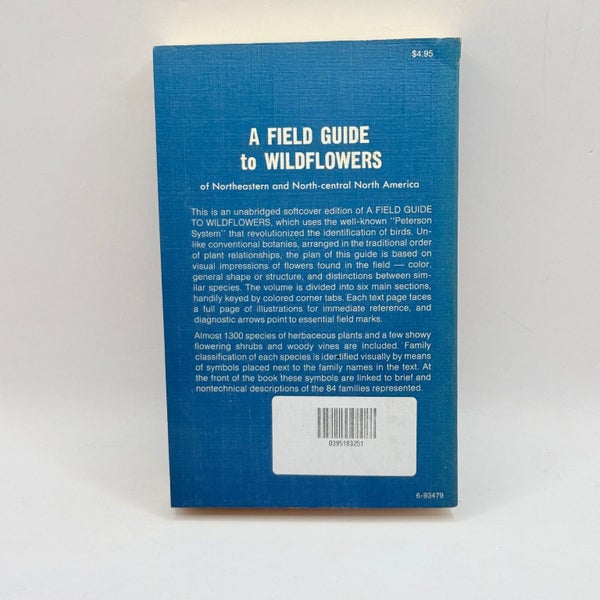 $4.95
A FIELD GUIDE
to WILDFLOWERS
of Northeastern and North-central North America
This is an unabridged softcover edition of A FIELD GUIDE
TO WILDFLOWERS, which uses the well-known "Peterson
System" that revolutionized the identification of birds. Un-
like conventional botanies, arranged in the traditional order
of plant relationships, the plan of this guide is based on
visual impressions of flowers found in the field — color,
general shape or structure, and distinctions between sim-
ilar species. The volume is divided into six main sections,
handily keyed by colored corner tabs. Each text page faces
a full page of illustrations for immediate reference, and
diagnostic arrows point to essential field marks.
Almost 1300 species of herbaceous plants and a few showy
flowering shrubs and woody vines are included. Family
classification of each species is identified visually by means
of symbols placed next to the family names in the text. At
the front of the book these symbols are linked to brief and
nontechnical descriptions of the 84 families represented.
0395183251
6-93479